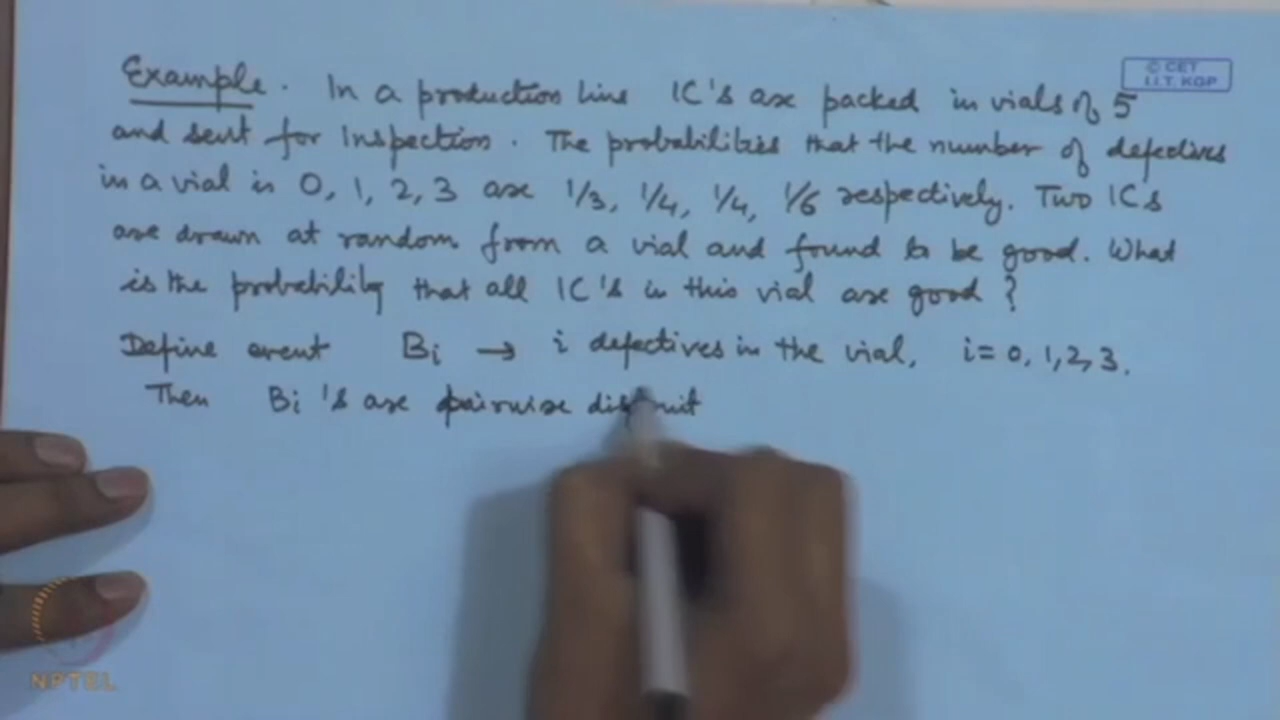 Example. In a production line IC's are packed in vials of 5
and sent for inspection. The probabilities that the number of defectives
in a vial is 0, 1, 2, 3 are 1/3, 1/4, 1/4, 1/6 respectively. Two IC's
are drawn at random from a vial and found to be good. What
is the probability that all IC's in this vial are good?
Define event Bi → i defectives in the vial, i = 0, 1, 2, 3.
Then Bi's are pairwise
© CET
I.I.T. KGP
NPTEL